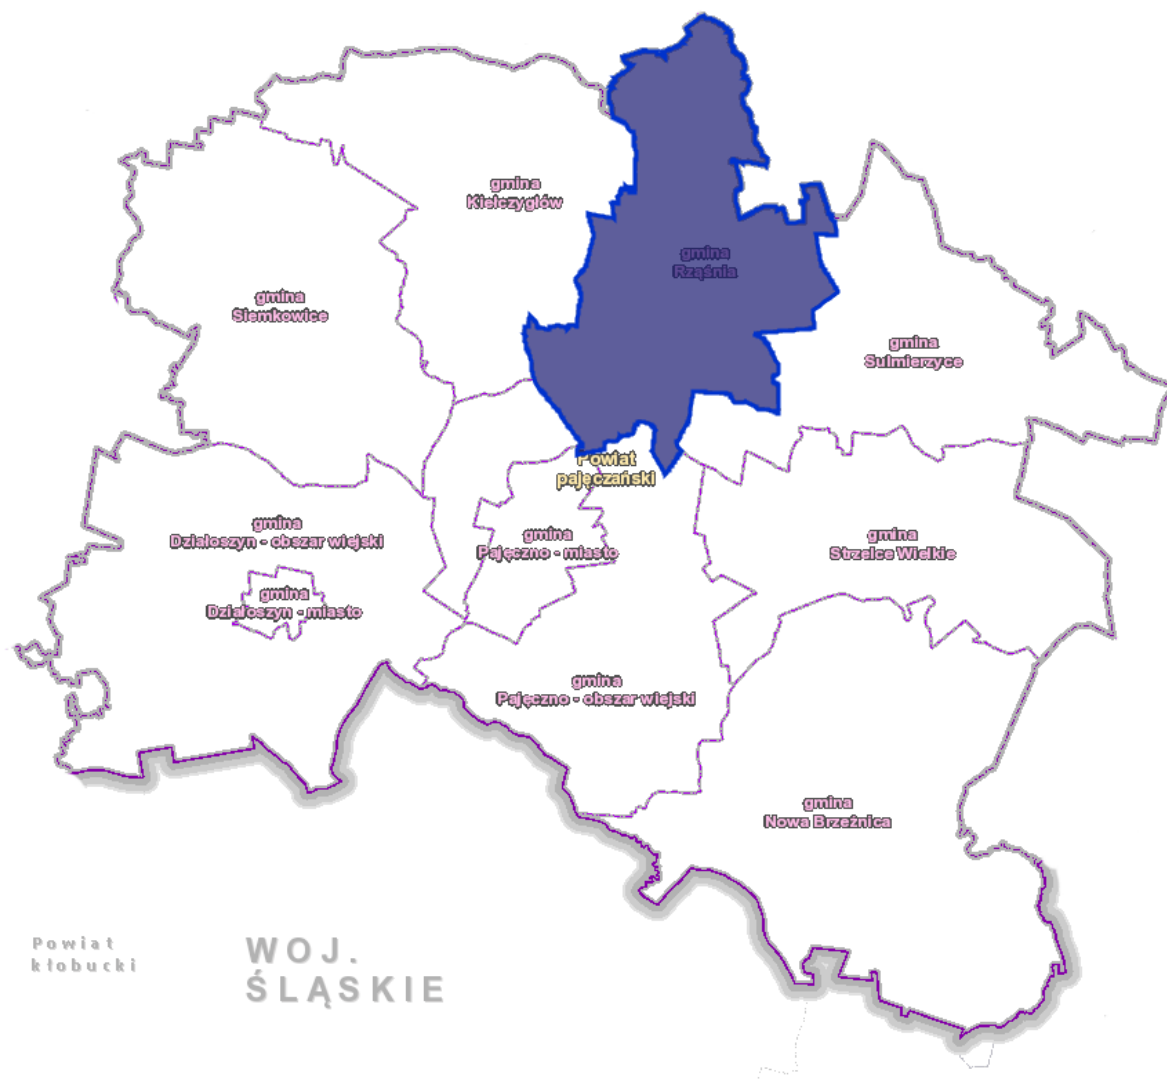 gmina
Kiełczygłów
gmina
Rząśnia
gmina
Siemkowice
gmina
Sulmierzyce
Powiat
pajęczański
gmina
Działoszyn - obszar wiejski
gmina
Pajęczno - miasto
gmina
Strzelce Wielkie
gmina
Działoszyn - miasto
gmina
Pajęczno - obszar wiejski
gmina
Nowa Brzeźnica
Powiat
kłobucki
WOJ.
ŚLĄSKIE